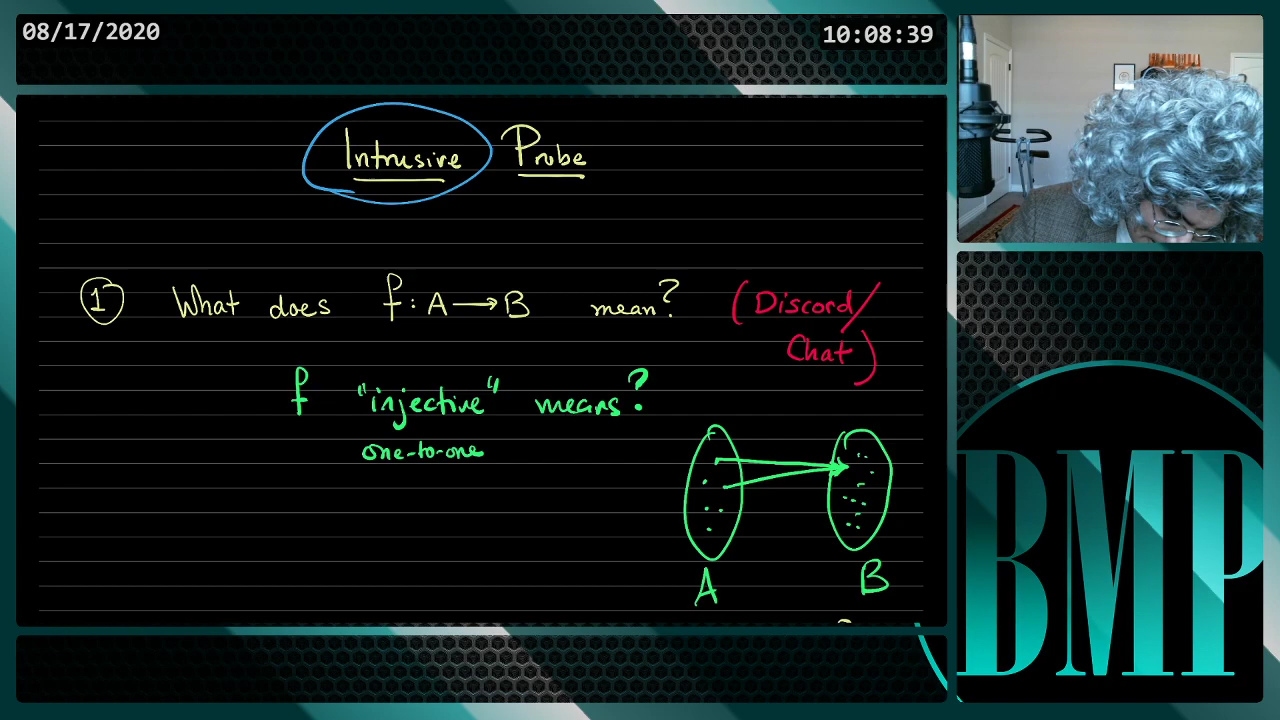 08/17/2020
10:08:39
Intrusive Probe
1 What does f : A → B mean? (Discord/
Chat)
f "injective" means?
one-to-one
A
B
BMP